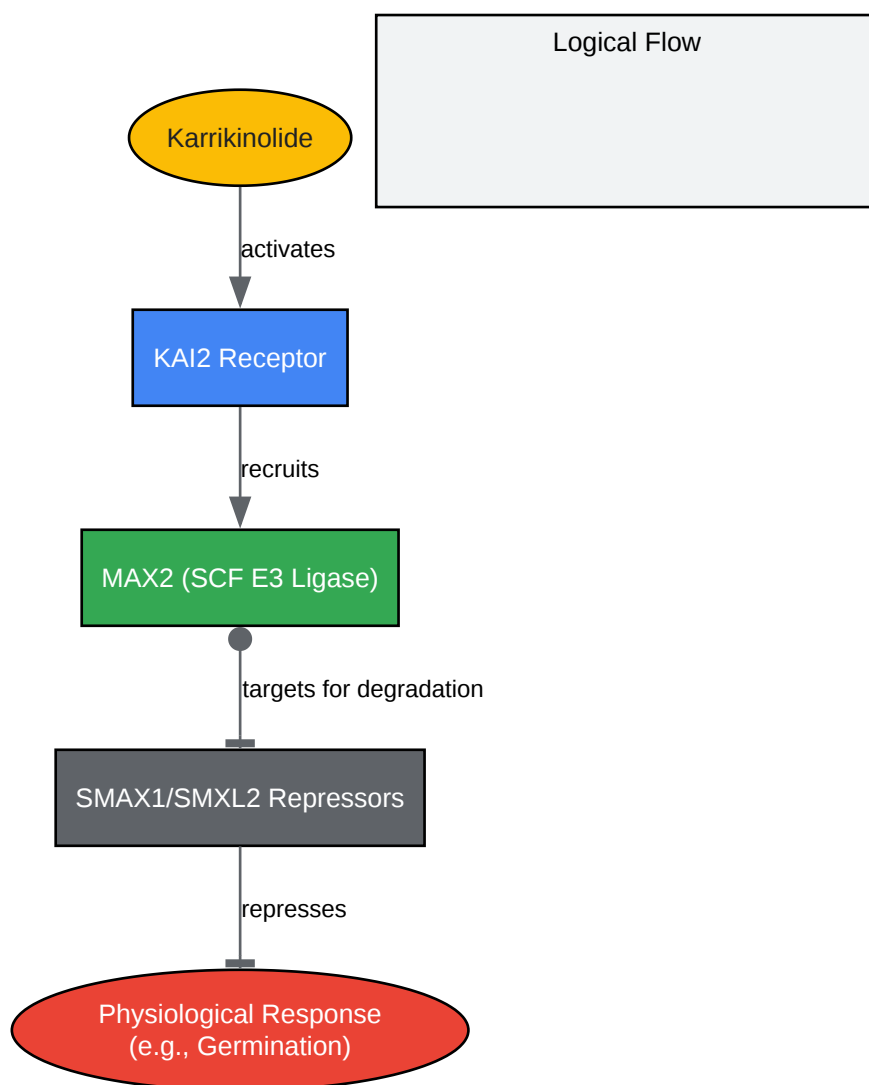 Logical Flow
Karrikinolide
activates
KAI2 Receptor
recruits
MAX2 (SCF E3 Ligase)
targets for degradation
SMAX1/SMXL2 Repressors
represses
Physiological Response
(e.g., Germination)